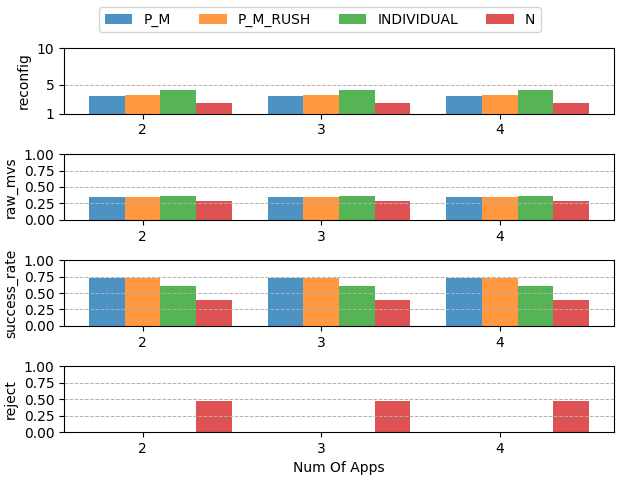 P_M P_M_RUSH INDIVIDUAL N
reconfig
10
5
1
2 3 4
raw_mvs
1.00
0.75
0.50
0.25
0.00
2 3 4
success_rate
1.00
0.75
0.50
0.25
0.00
2 3 4
reject
1.00
0.75
0.50
0.25
0.00
2 3 4
Num Of Apps